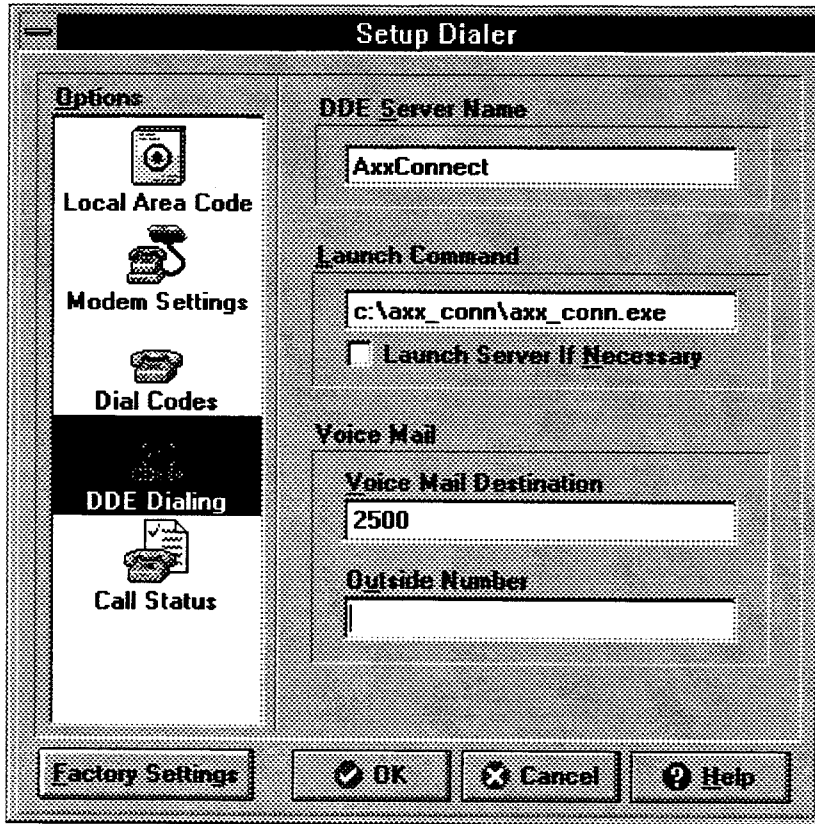 Setup Dialer
Options
Local Area Code
Modem Settings
Dial Codes
DDE Dialing
Call Status
DDE Server Name
AxxConnect
Launch Command
c:\axx_conn\axx_conn.exe
Launch Server If Necessary
Voice Mail
Voice Mail Destination
2500
Outside Number
Factory Settings
OK
Cancel
Help